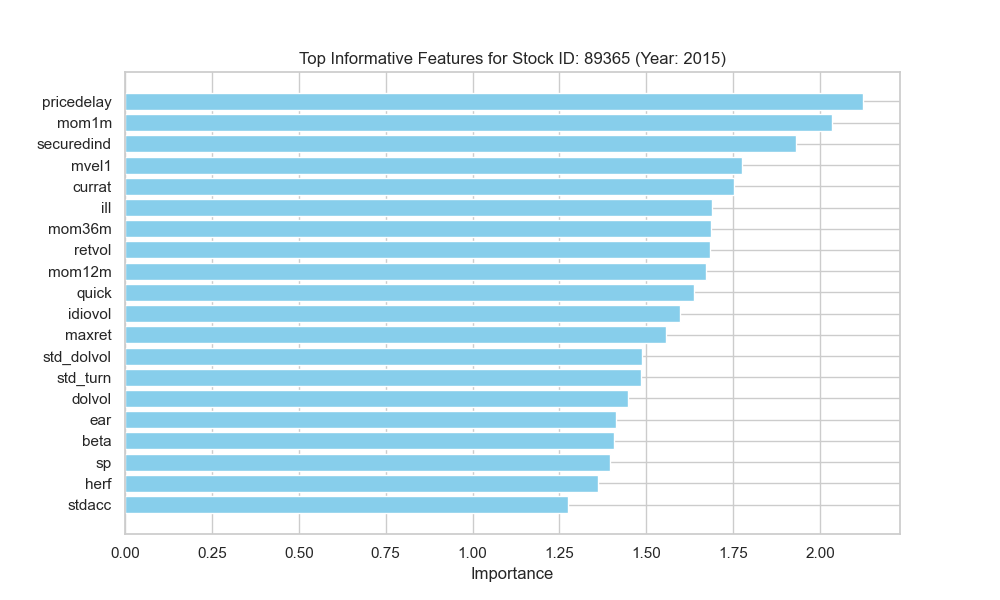 Top Informative Features for Stock ID: 89365 (Year: 2015)
pricedelay
mom1m
securedind
mvel1
currat
ill
mom36m
retvol
mom12m
quick
idiovol
maxret
std_dolvol
std_turn
dolvol
ear
beta
sp
herf
stdacc
0.00 0.25 0.50 0.75 1.00 1.25 1.50 1.75 2.00
Importance